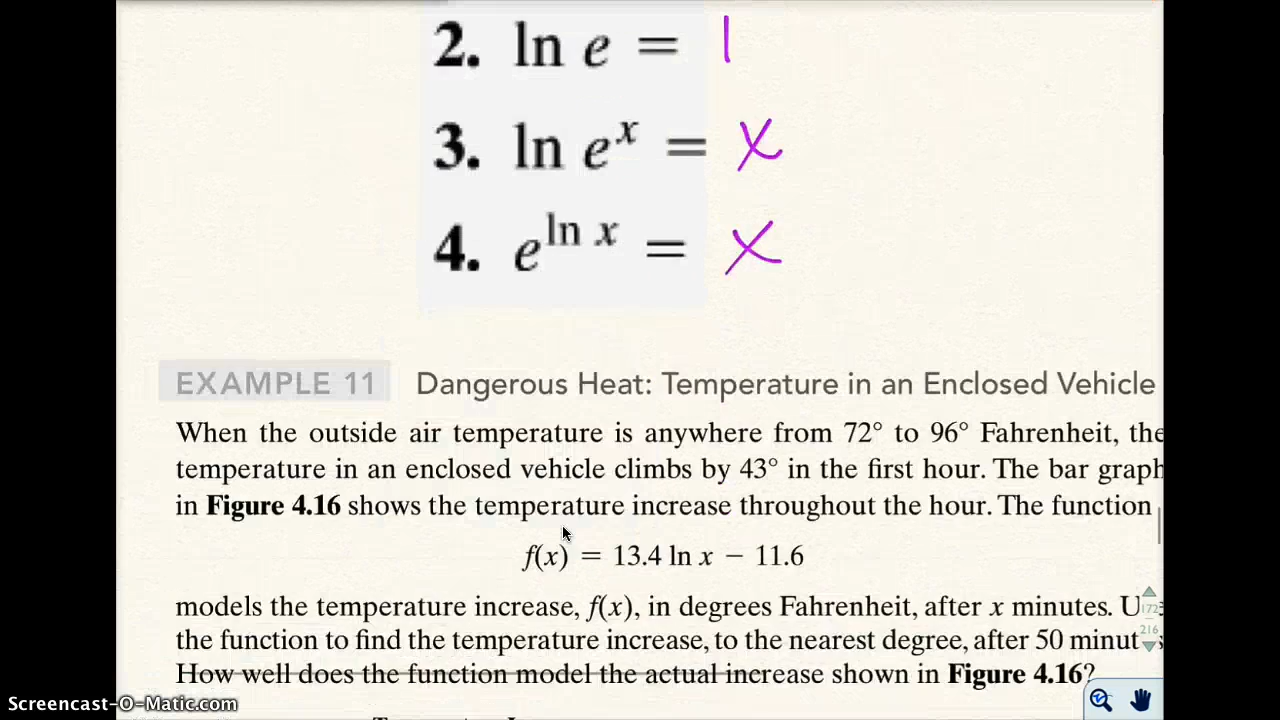 2. ln e = 1
3. ln e^x = x
4. e^ln x = x
EXAMPLE 11 Dangerous Heat: Temperature in an Enclosed Vehicle
When the outside air temperature is anywhere from 72° to 96° Fahrenheit, the
temperature in an enclosed vehicle climbs by 43° in the first hour. The bar graph
in Figure 4.16 shows the temperature increase throughout the hour. The function
f(x) = 13.4 ln x − 11.6
models the temperature increase, f(x), in degrees Fahrenheit, after x minutes.
172
the function to find the temperature increase, to the nearest degree, after 50
216
How well does the function model the actual increase shown in Figure 4.16?
Screencast-O-Matic.com